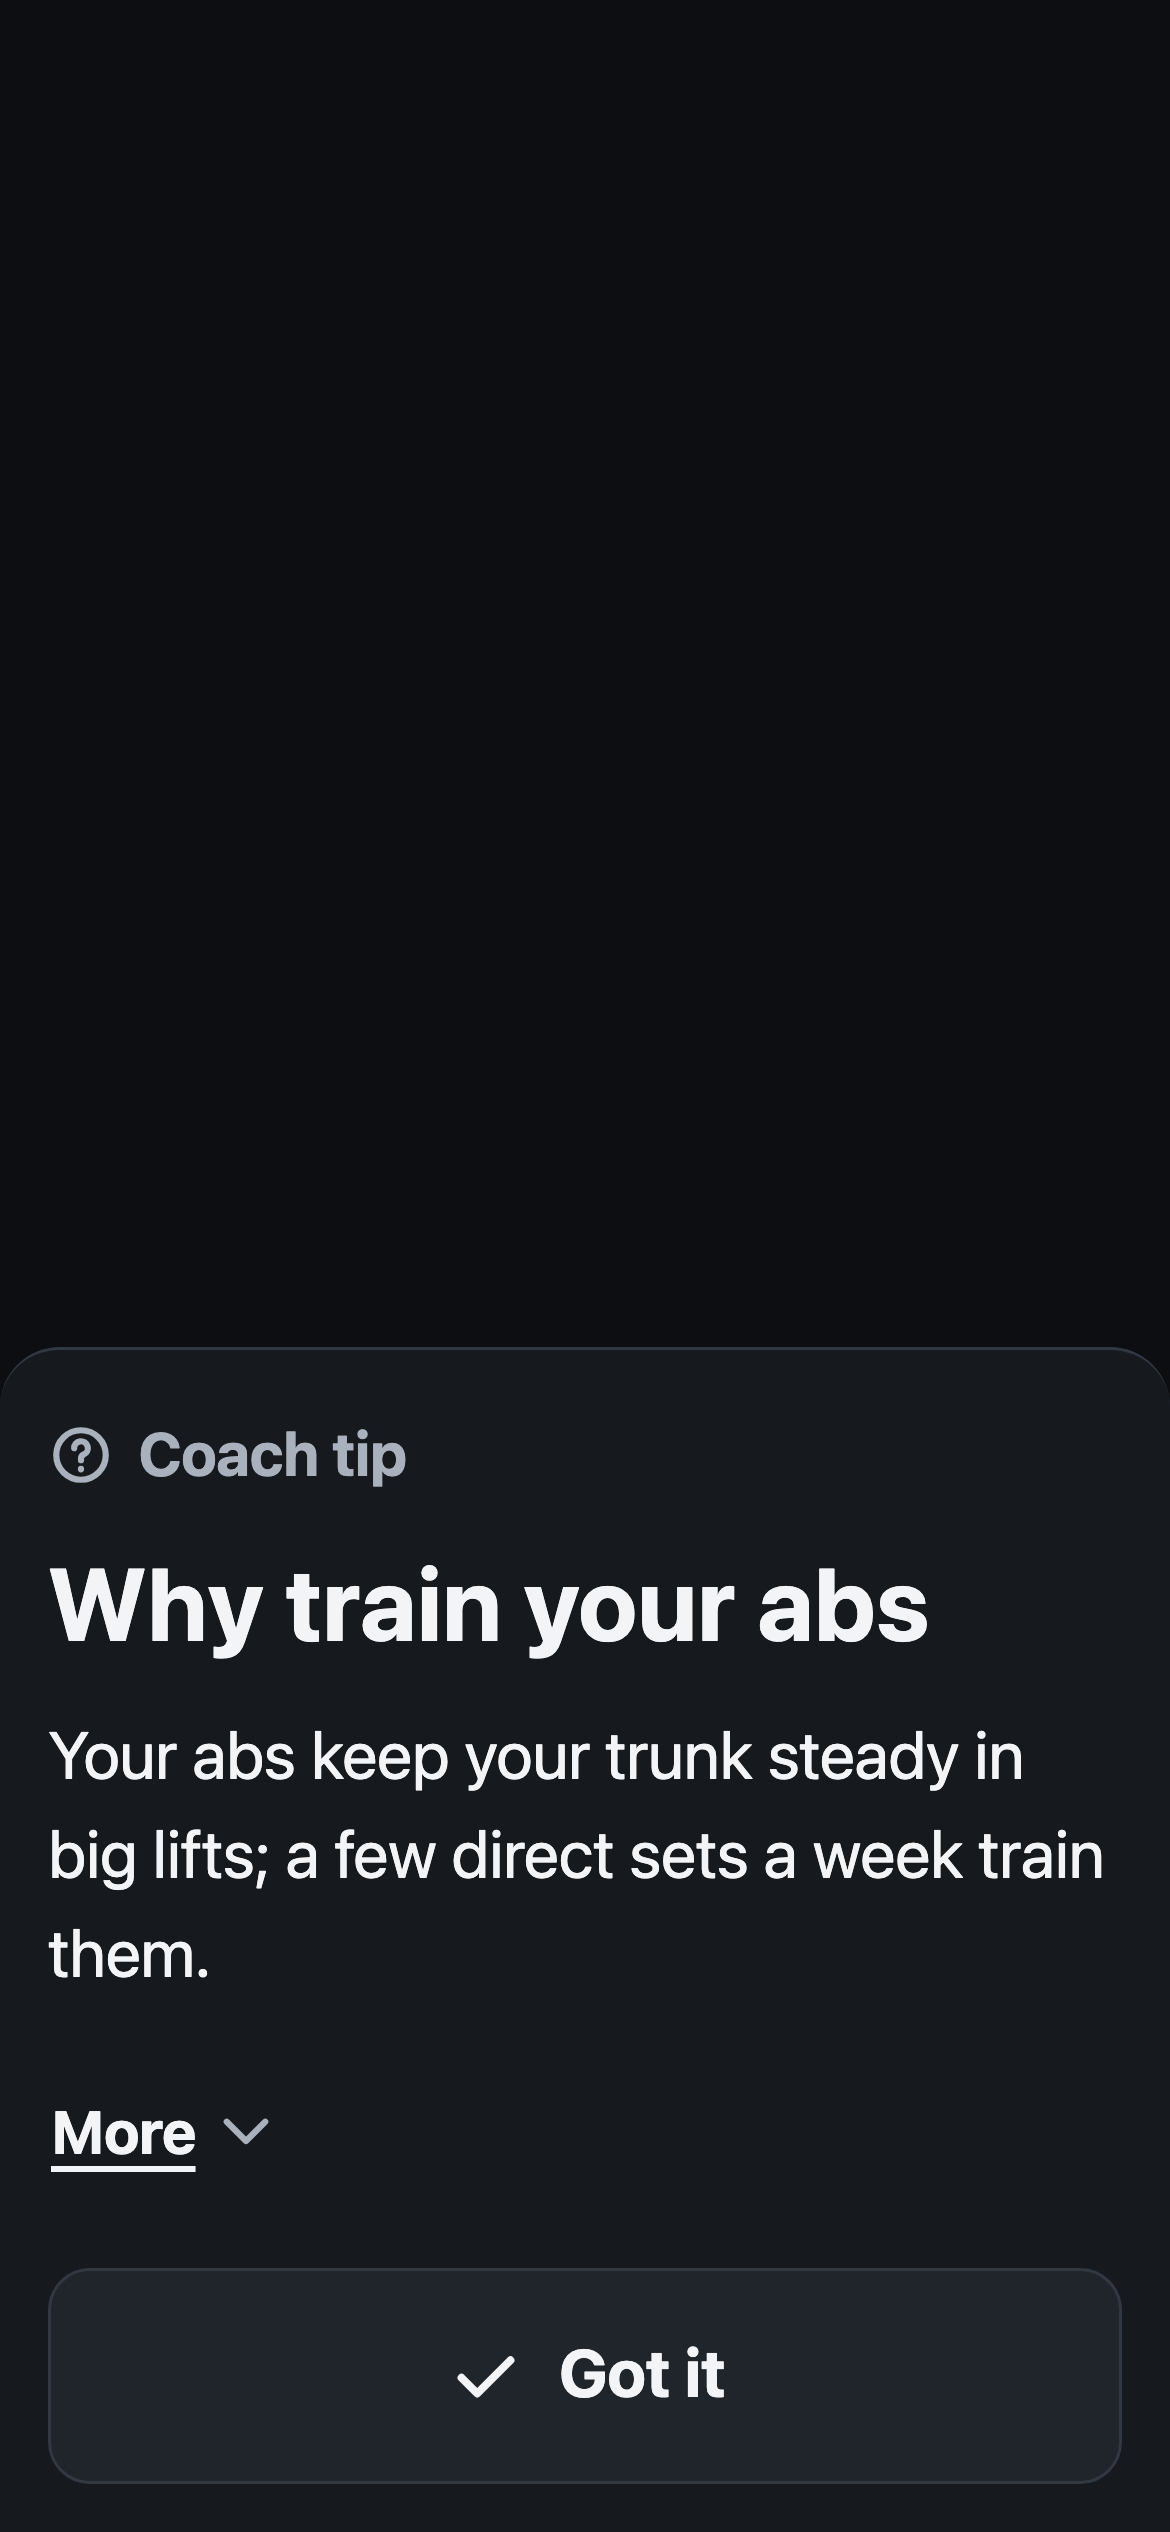 Coach tip
Why train your abs
Your abs keep your trunk steady in
big lifts; a few direct sets a week train
them.
More
Got it